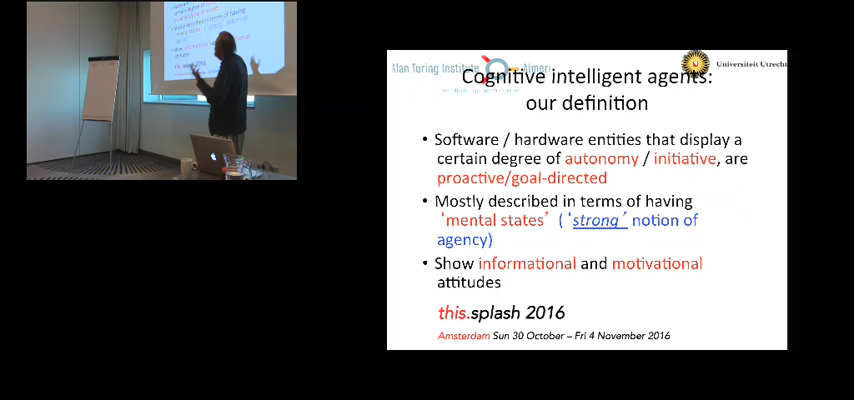 Alan Turing Institute Almere
Universiteit Utrecht
Cognitive intelligent agents:
our definition
• Software / hardware entities that display a
certain degree of autonomy / initiative, are
proactive/goal-directed
• Mostly described in terms of having
‘mental states’ (‘strong’ notion of
agency)
• Show informational and motivational
attitudes
this.splash 2016
Amsterdam Sun 30 October – Fri 4 November 2016